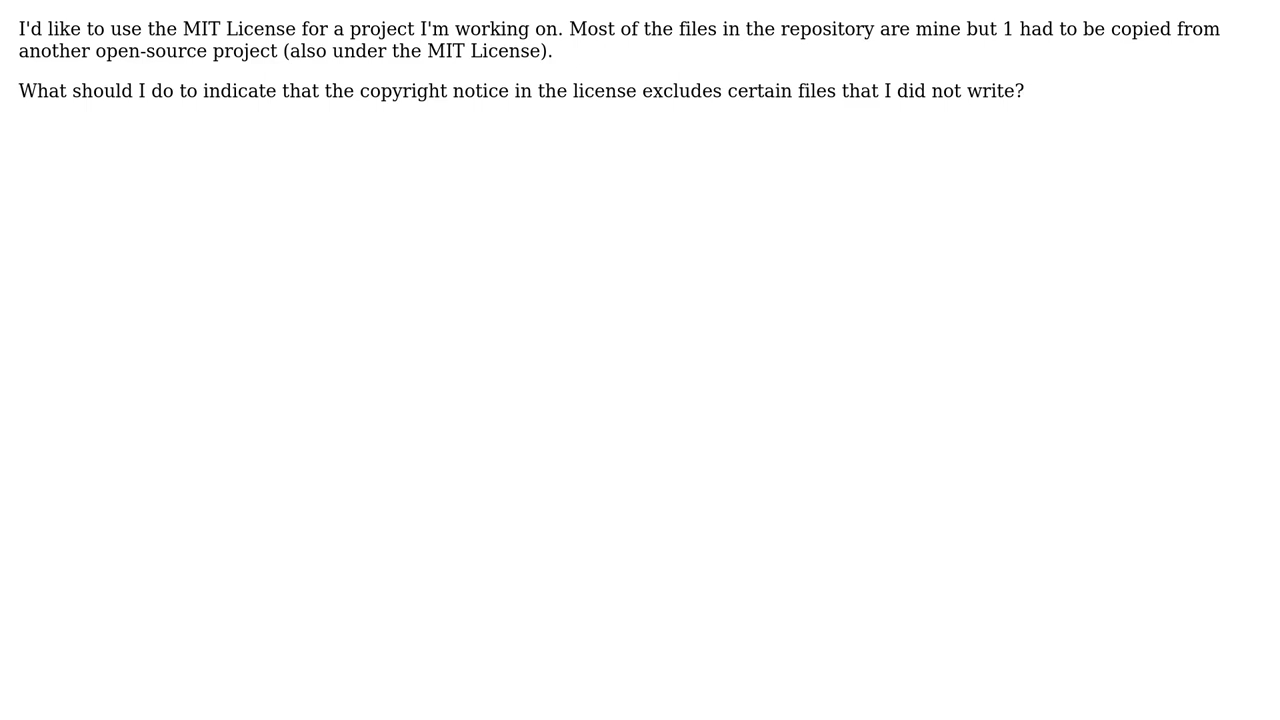 I'd like to use the MIT License for a project I'm working on. Most of the files in the repository are mine but 1 had to be copied from
another open-source project (also under the MIT License).
What should I do to indicate that the copyright notice in the license excludes certain files that I did not write?